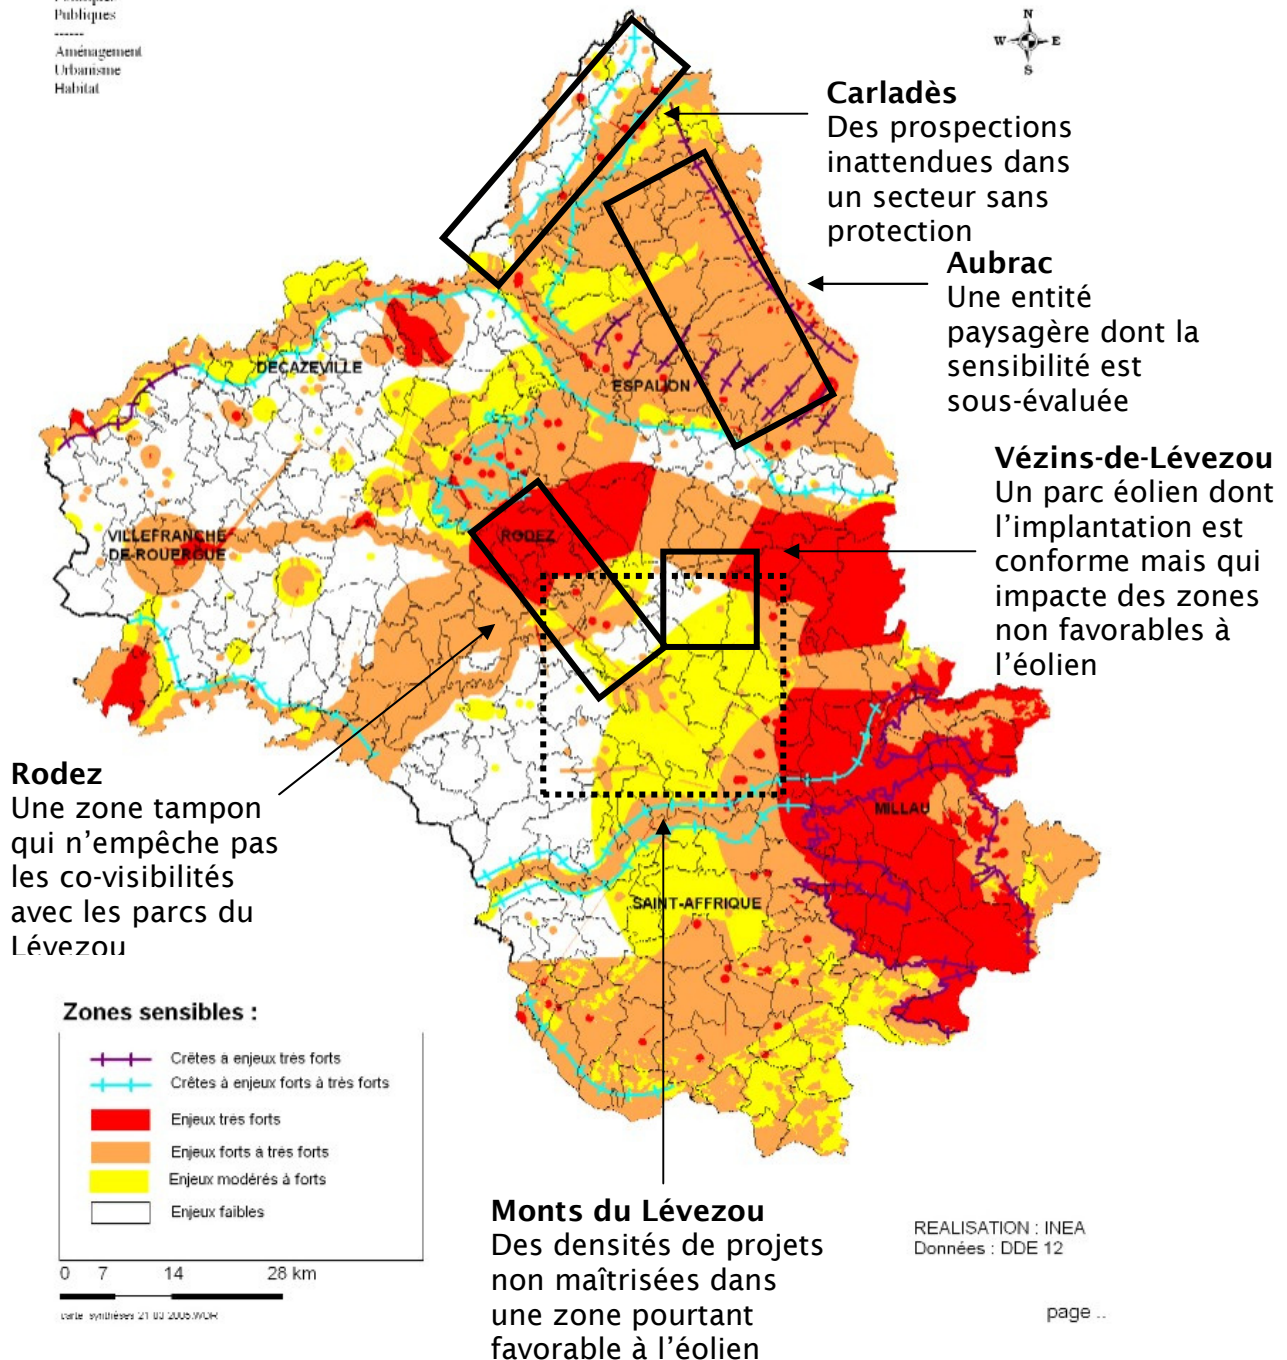 Publiques
------
Aménagement
Urbanisme
Habitat
N
W E
S
Carladès
Des prospections
inattendues dans
un secteur sans
protection
Aubrac
Une entité
paysagère dont la
sensibilité est
sous-évaluée
Vézins-de-Lévezou
Un parc éolien dont
l'implantation est
conforme mais qui
impacte des zones
non favorables à
l'éolien
DECAZEVILLE
ESPALION
VILLEFRANCHE
DE-ROUERGUE
RODEZ
MILLAU
SAINT-AFFRIQUE
Rodez
Une zone tampon
qui n'empêche pas
les co-visibilités
avec les parcs du
Lévezou
Zones sensibles :
Crêtes à enjeux très forts
Crêtes à enjeux forts à très forts
Enjeux très forts
Enjeux forts à très forts
Enjeux modérés à forts
Enjeux faibles
0 7 14 28 km
carte synthèses 21 03 2005.WOR
Monts du Lévezou
Des densités de projets
non maîtrisées dans
une zone pourtant
favorable à l'éolien
REALISATION : INEA
Données : DDE 12
page ..